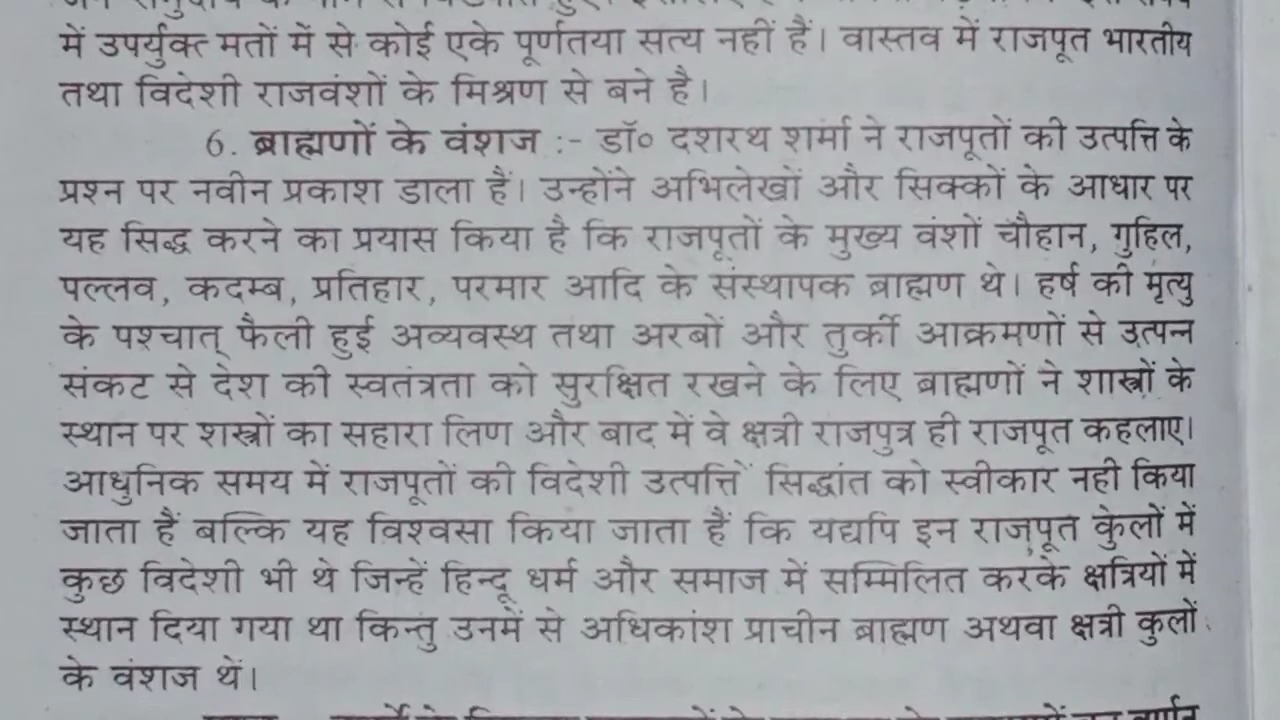 में उपर्युक्त मतों में से कोई एके पूर्णतया सत्य नहीं हैं। वास्तव में राजपूत भारतीय
तथा विदेशी राजवंशों के मिश्रण से बने है।
6. ब्राह्मणों के वंशज :- डॉ० दशरथ शर्मा ने राजपूतों की उत्पत्ति के
प्रश्न पर नवीन प्रकाश डाला हैं। उन्होंने अभिलेखों और सिक्कों के आधार पर
यह सिद्ध करने का प्रयास किया है कि राजपूतों के मुख्य वंशों चौहान, गुहिल,
पल्लव, कदम्ब, प्रतिहार, परमार आदि के संस्थापक ब्राह्मण थे। हर्ष की मृत्यु
के पश्चात् फैली हुई अव्यवस्थ तथा अरबों और तुर्की आक्रमणों से उत्पन्न
संकट से देश की स्वतंत्रता को सुरक्षित रखने के लिए ब्राह्मणों ने शास्त्रों के
स्थान पर शस्त्रों का सहारा लिण और बाद में वे क्षत्री राजपुत्र ही राजपूत कहलाए।
आधुनिक समय में राजपूतों की विदेशी उत्पत्तिें सिद्धांत को स्वीकार नही किया
जाता हैं बल्कि यह विश्वसा किया जाता हैं कि यद्यपि इन राजपूत कुलों में
कुछ विदेशी भी थे जिन्हें हिन्दू धर्म और समाज में सम्मिलित करके क्षत्रियों में
स्थान दिया गया था किन्तु उनमें से अधिकांश प्राचीन ब्राह्मण अथवा क्षत्री कुलों
के वंशज थें।